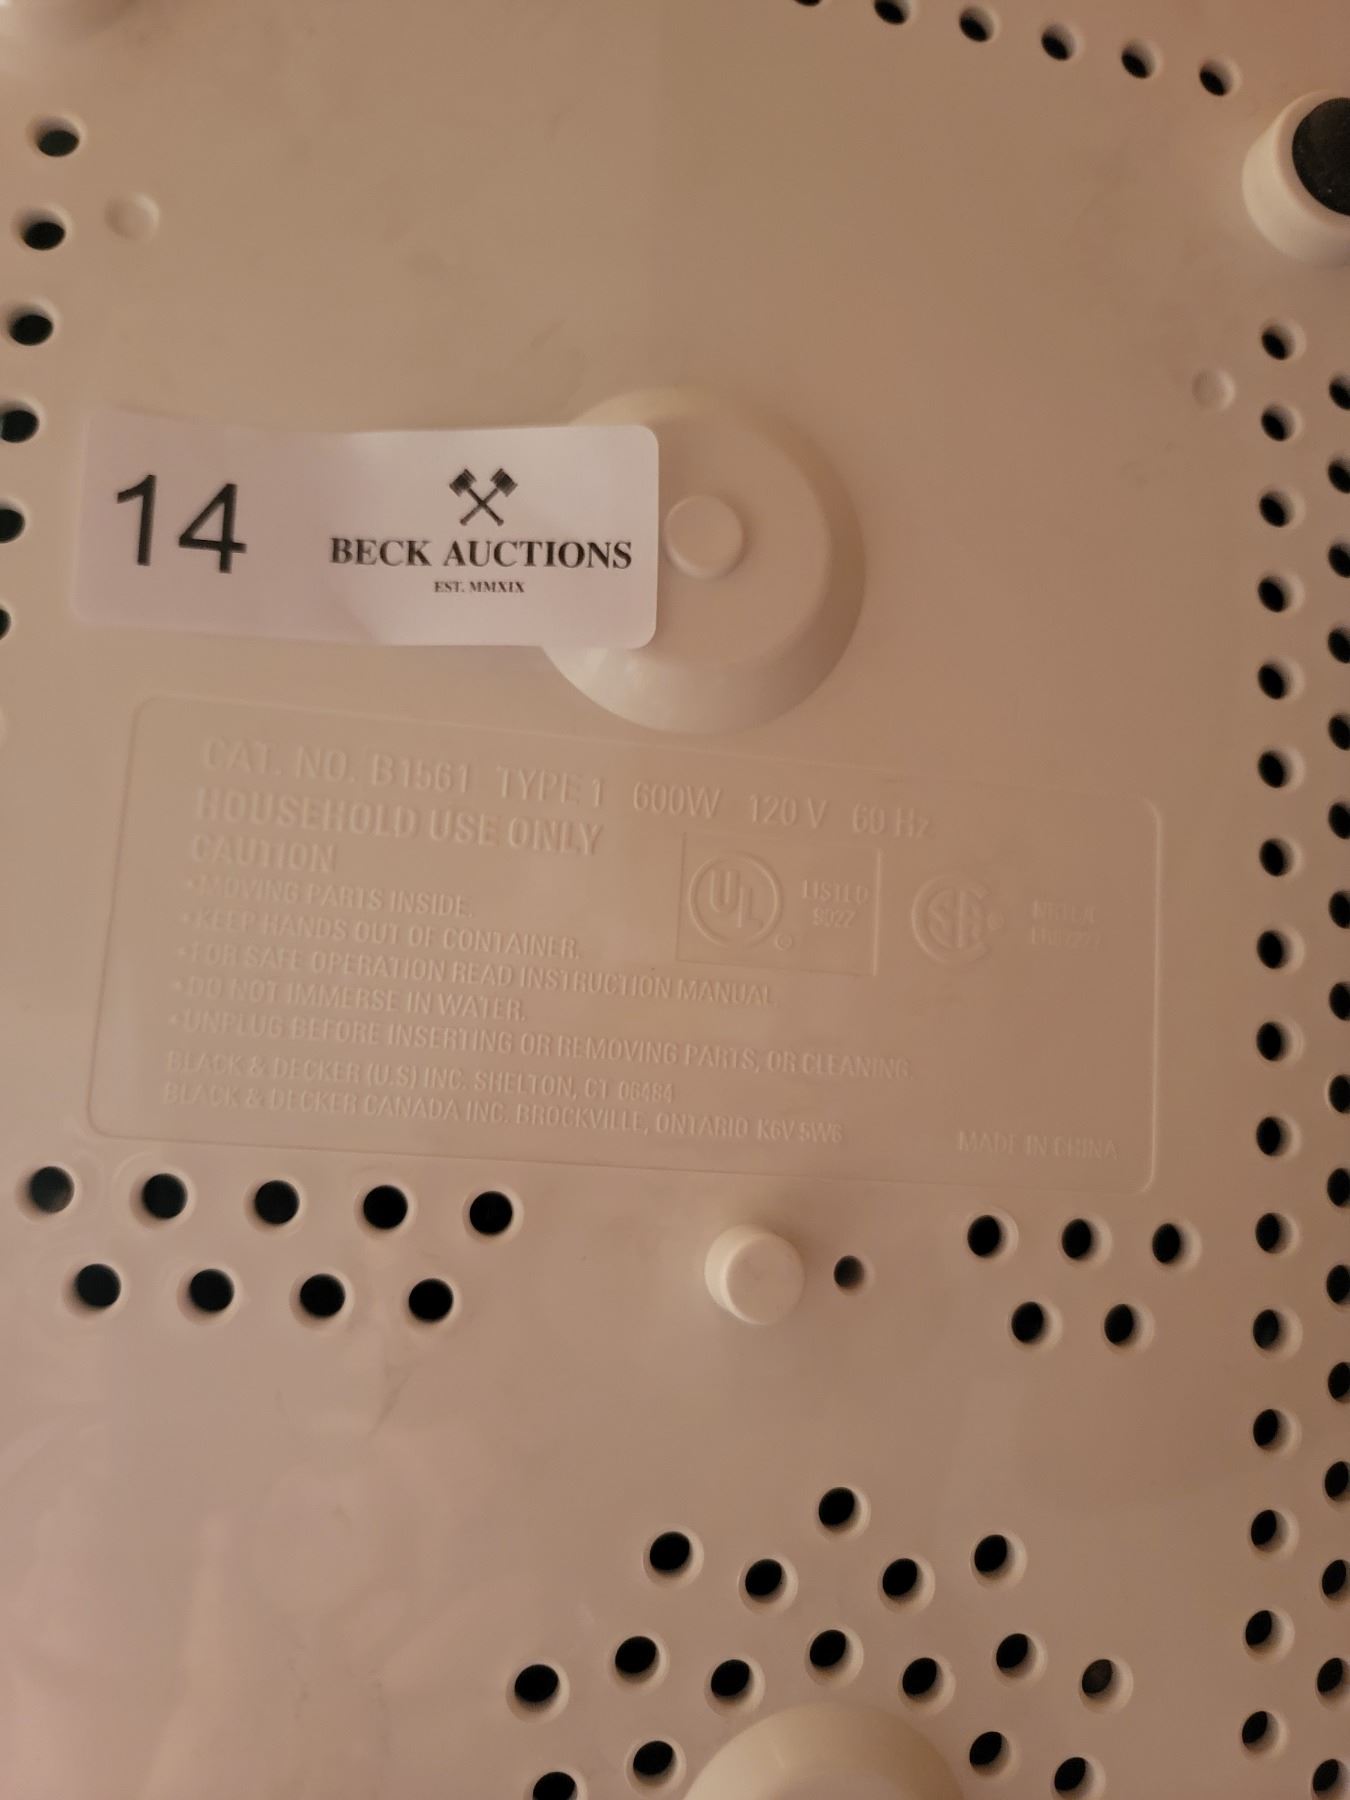 14
BECK AUCTIONS
EST. MMXIX
CAT. NO. B1561 TYPE 1 600W 120 V 60 Hz
HOUSEHOLD USE ONLY
CAUTION
•MOVING PARTS INSIDE.
•KEEP HANDS OUT OF CONTAINER.
•FOR SAFE OPERATION READ INSTRUCTION MANUAL.
•DO NOT IMMERSE IN WATER.
•UNPLUG BEFORE INSERTING OR REMOVING PARTS, OR CLEANING.
BLACK & DECKER (U.S) INC. SHELTON, CT 06484
BLACK & DECKER CANADA INC. BROCKVILLE, ONTARIO K6V 5W6
MADE IN CHINA
UL ®
LISTED
SA